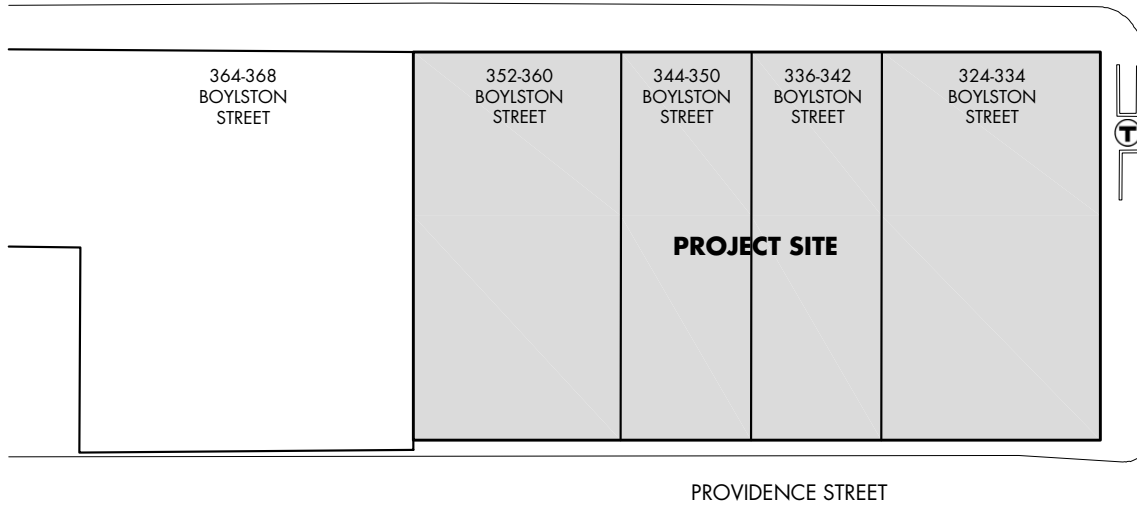 364-368
BOYLSTON
STREET
352-360
BOYLSTON
STREET
344-350
BOYLSTON
STREET
336-342
BOYLSTON
STREET
324-334
BOYLSTON
STREET
T
PROJECT SITE
PROVIDENCE STREET